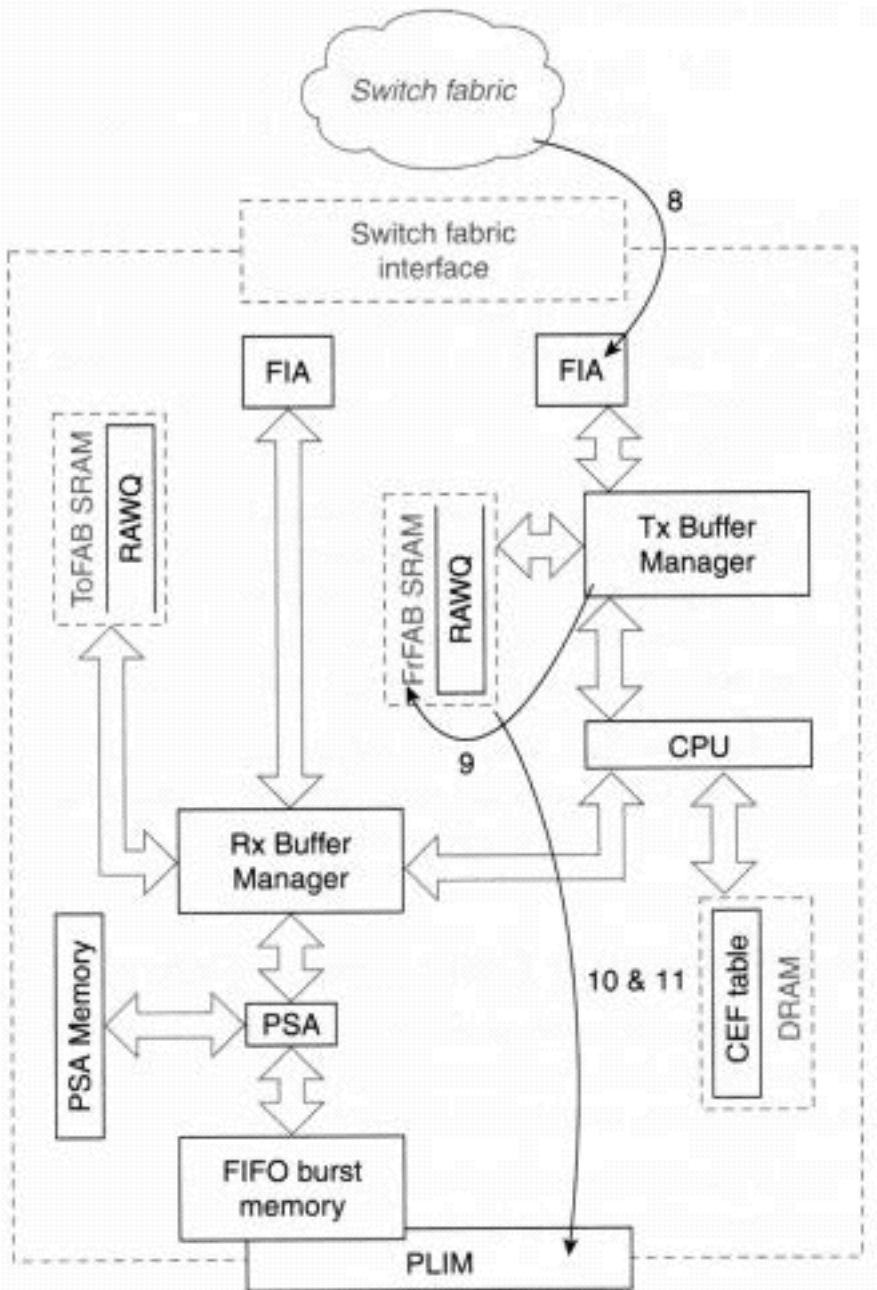 Switch fabric
8
Switch fabric
interface
FIA
FIA
ToFAB SRAM
RAWQ
FrFAB SRAM
RAWQ
Tx Buffer
Manager
9
CPU
Rx Buffer
Manager
PSA Memory
PSA
10 & 11
CEF table
DRAM
FIFO burst
memory
PLIM